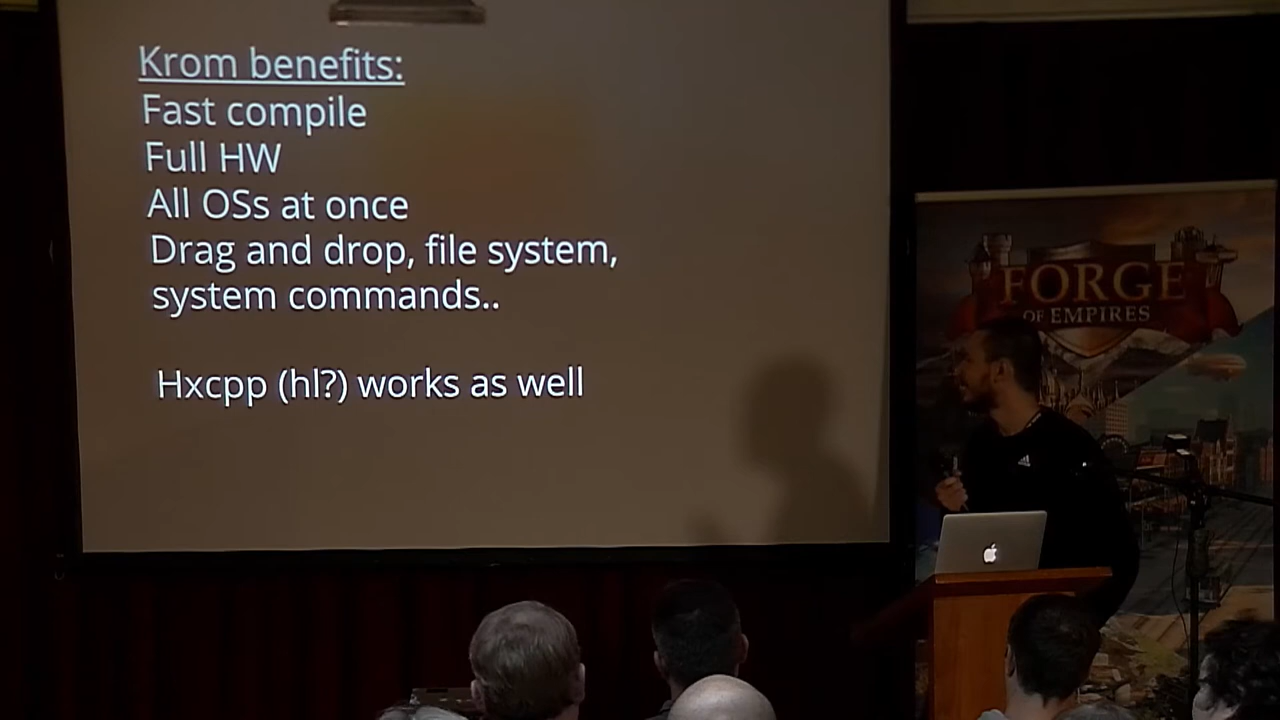 Krom benefits:
Fast compile
Full HW
All OSs at once
Drag and drop, file system,
system commands..
Hxcpp (hl?) works as well
FORGE
OF EMPIRES